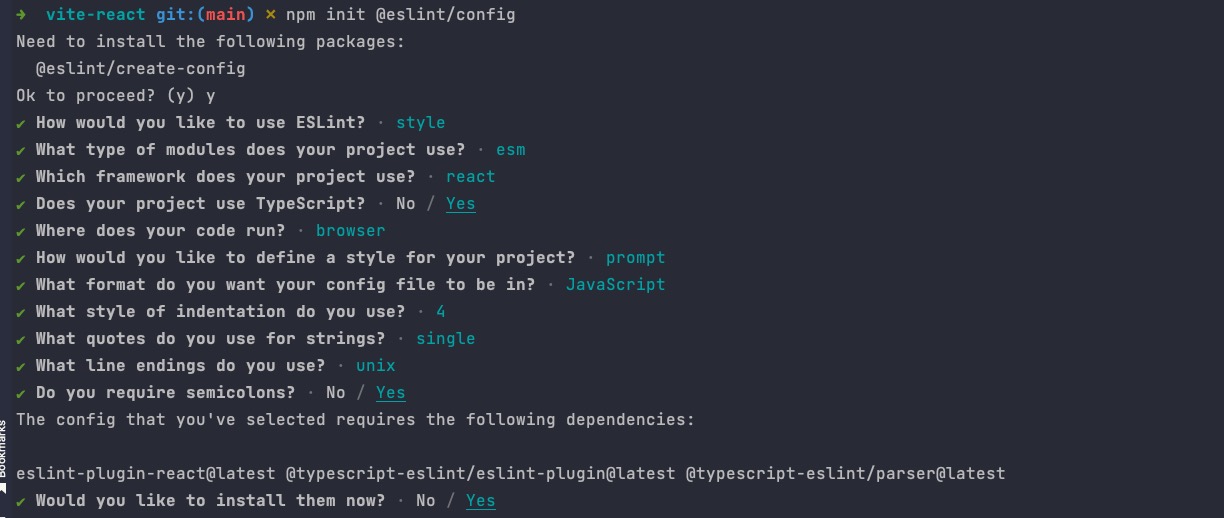 ➜ vite-react git:(main) ✗ npm init @eslint/config
Need to install the following packages:
  @eslint/create-config
Ok to proceed? (y) y
✔ How would you like to use ESLint? · style
✔ What type of modules does your project use? · esm
✔ Which framework does your project use? · react
✔ Does your project use TypeScript? · No / Yes
✔ Where does your code run? · browser
✔ How would you like to define a style for your project? · prompt
✔ What format do you want your config file to be in? · JavaScript
✔ What style of indentation do you use? · 4
✔ What quotes do you use for strings? · single
✔ What line endings do you use? · unix
✔ Do you require semicolons? · No / Yes
The config that you've selected requires the following dependencies:
eslint-plugin-react@latest @typescript-eslint/eslint-plugin@latest @typescript-eslint/parser@latest
✔ Would you like to install them now? · No / Yes
Bookmarks